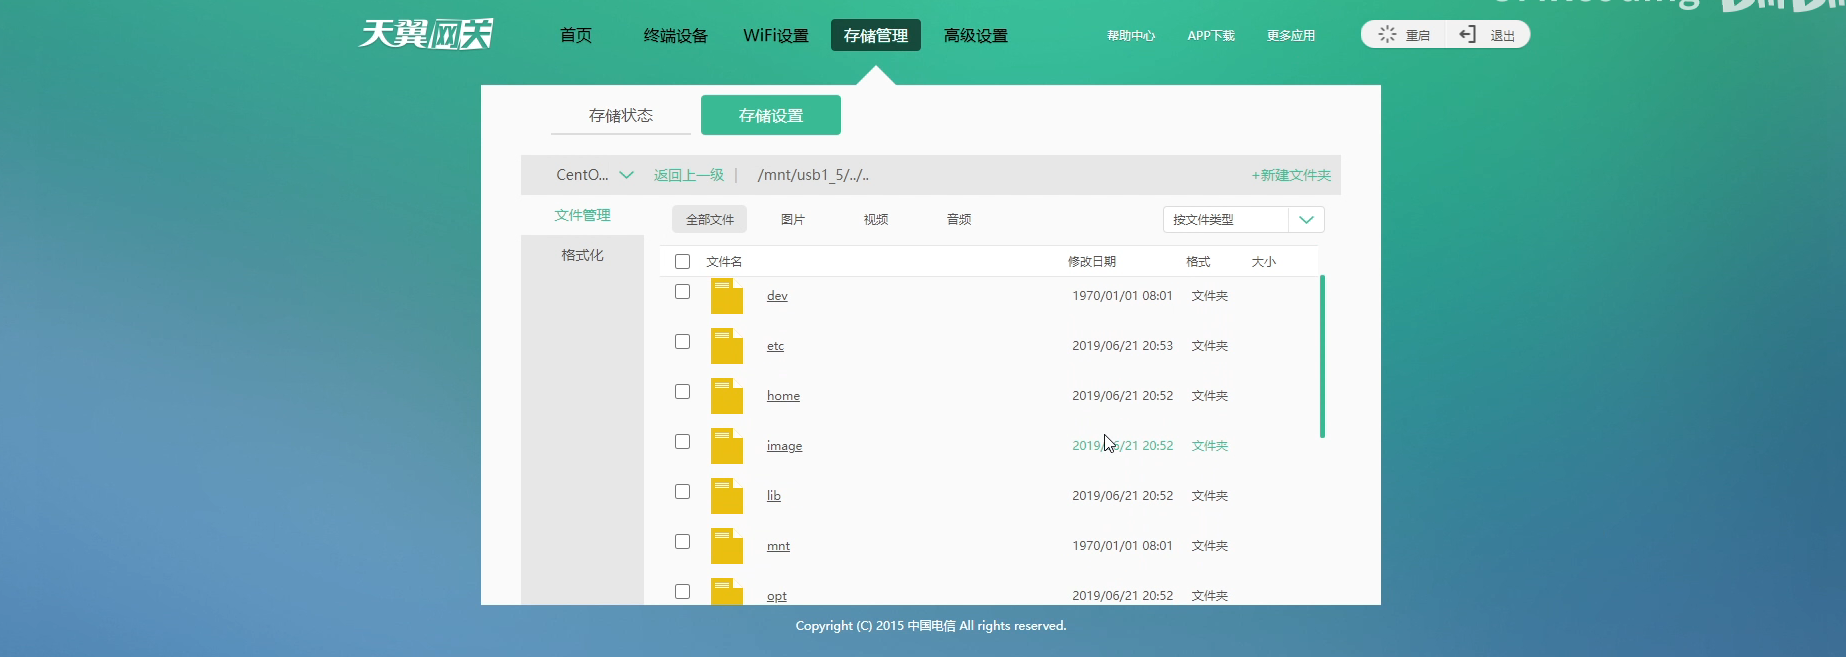 天翼网关 首页 终端设备 WiFi设置 存储管理 高级设置 帮助中心 APP下载 更多应用 重启 退出
存储状态 存储设置
CentO... 返回上一级 | /mnt/usb1_5/../.. +新建文件夹
文件管理 全部文件 图片 视频 音频 按文件类型
格式化
文件名 修改日期 格式 大小
dev 1970/01/01 08:01 文件夹
etc 2019/06/21 20:53 文件夹
home 2019/06/21 20:52 文件夹
image 2019/06/21 20:52 文件夹
lib 2019/06/21 20:52 文件夹
mnt 1970/01/01 08:01 文件夹
opt 2019/06/21 20:52 文件夹
Copyright (C) 2015 中国电信 All rights reserved.